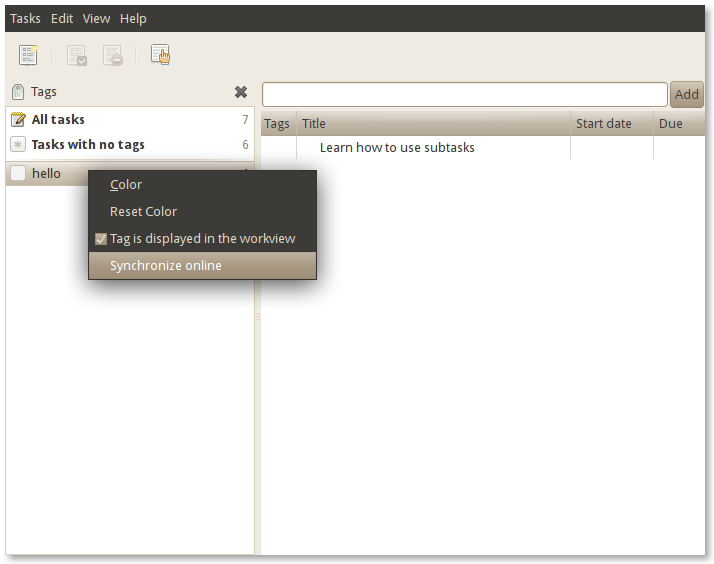 Tasks Edit View Help
Tags
Add
All tasks 7
Tags Title Start date Due
Tasks with no tags 6
Learn how to use subtasks
hello
Color
Reset Color
Tag is displayed in the workview
Synchronize online